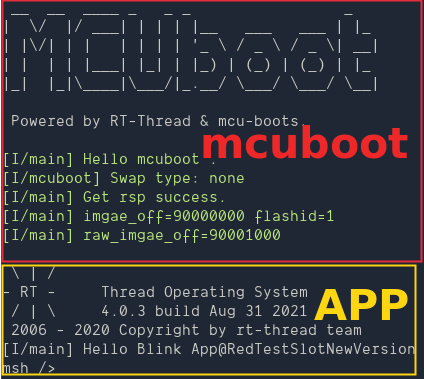 MCUboot
Powered by RT-Thread & mcu-boots.
mcuboot
[I/main] Hello mcuboot .
[I/mcuboot] Swap type: none
[I/main] Get rsp success.
[I/main] imgae_off=90000000 flashid=1
[I/main] raw_imgae_off=90001000
\ | /
- RT - Thread Operating System
/ | \ 4.0.3 build Aug 31 2021
APP
2006 - 2020 Copyright by rt-thread team
[I/main] Hello Blink App@RedTestSlotNewVersion
msh />